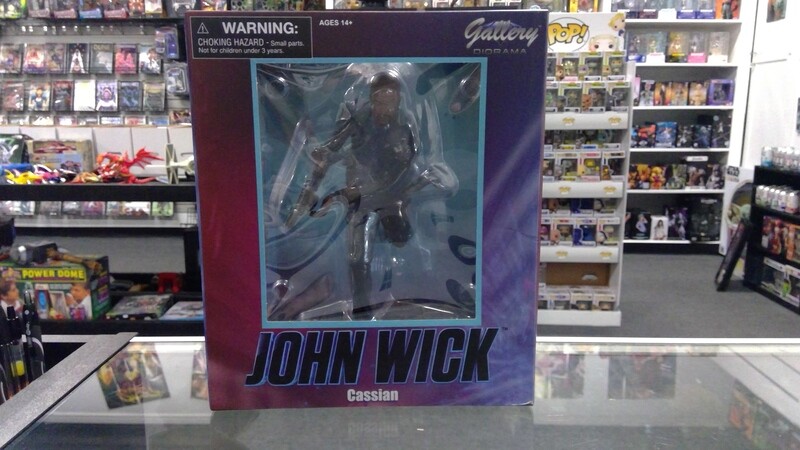 WARNING:
CHOKING HAZARD - Small parts.
Not for children under 3 years.
AGES 14+
Gallery
DIORAMA
POP!
POWER DOME
JOHN WICK™
Cassian